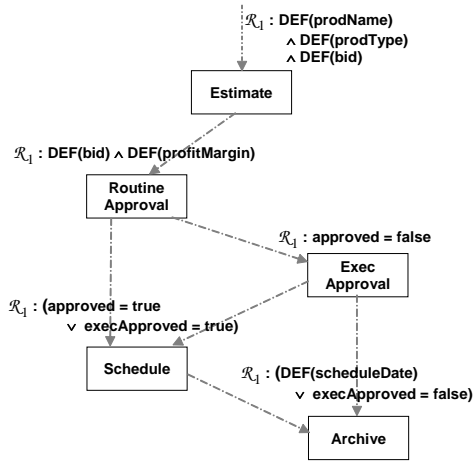 ℛ₁ : DEF(prodName)
∧ DEF(prodType)
∧ DEF(bid)
Estimate
ℛ₁ : DEF(bid) ∧ DEF(profitMargin)
Routine
Approval
ℛ₁ : approved = false
Exec
Approval
ℛ₁ : (approved = true
∨ execApproved = true)
Schedule
ℛ₁ : (DEF(scheduleDate)
∨ execApproved = false)
Archive